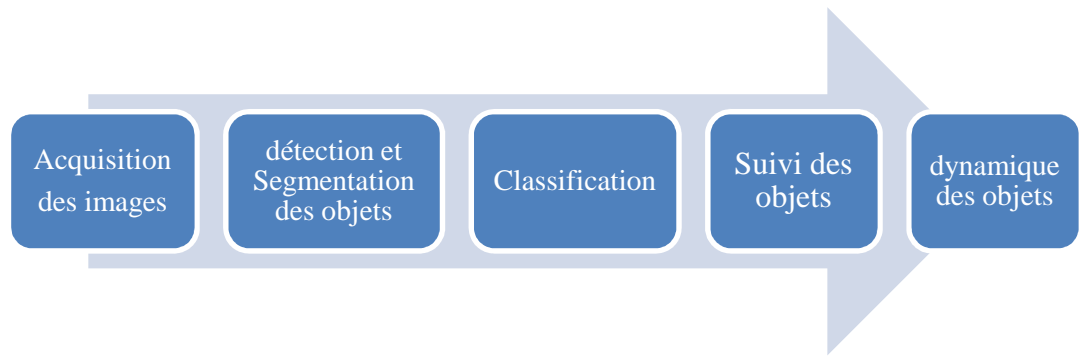 Acquisition
des images
détection et
Segmentation
des objets
Classification
Suivi des
objets
dynamique
des objets